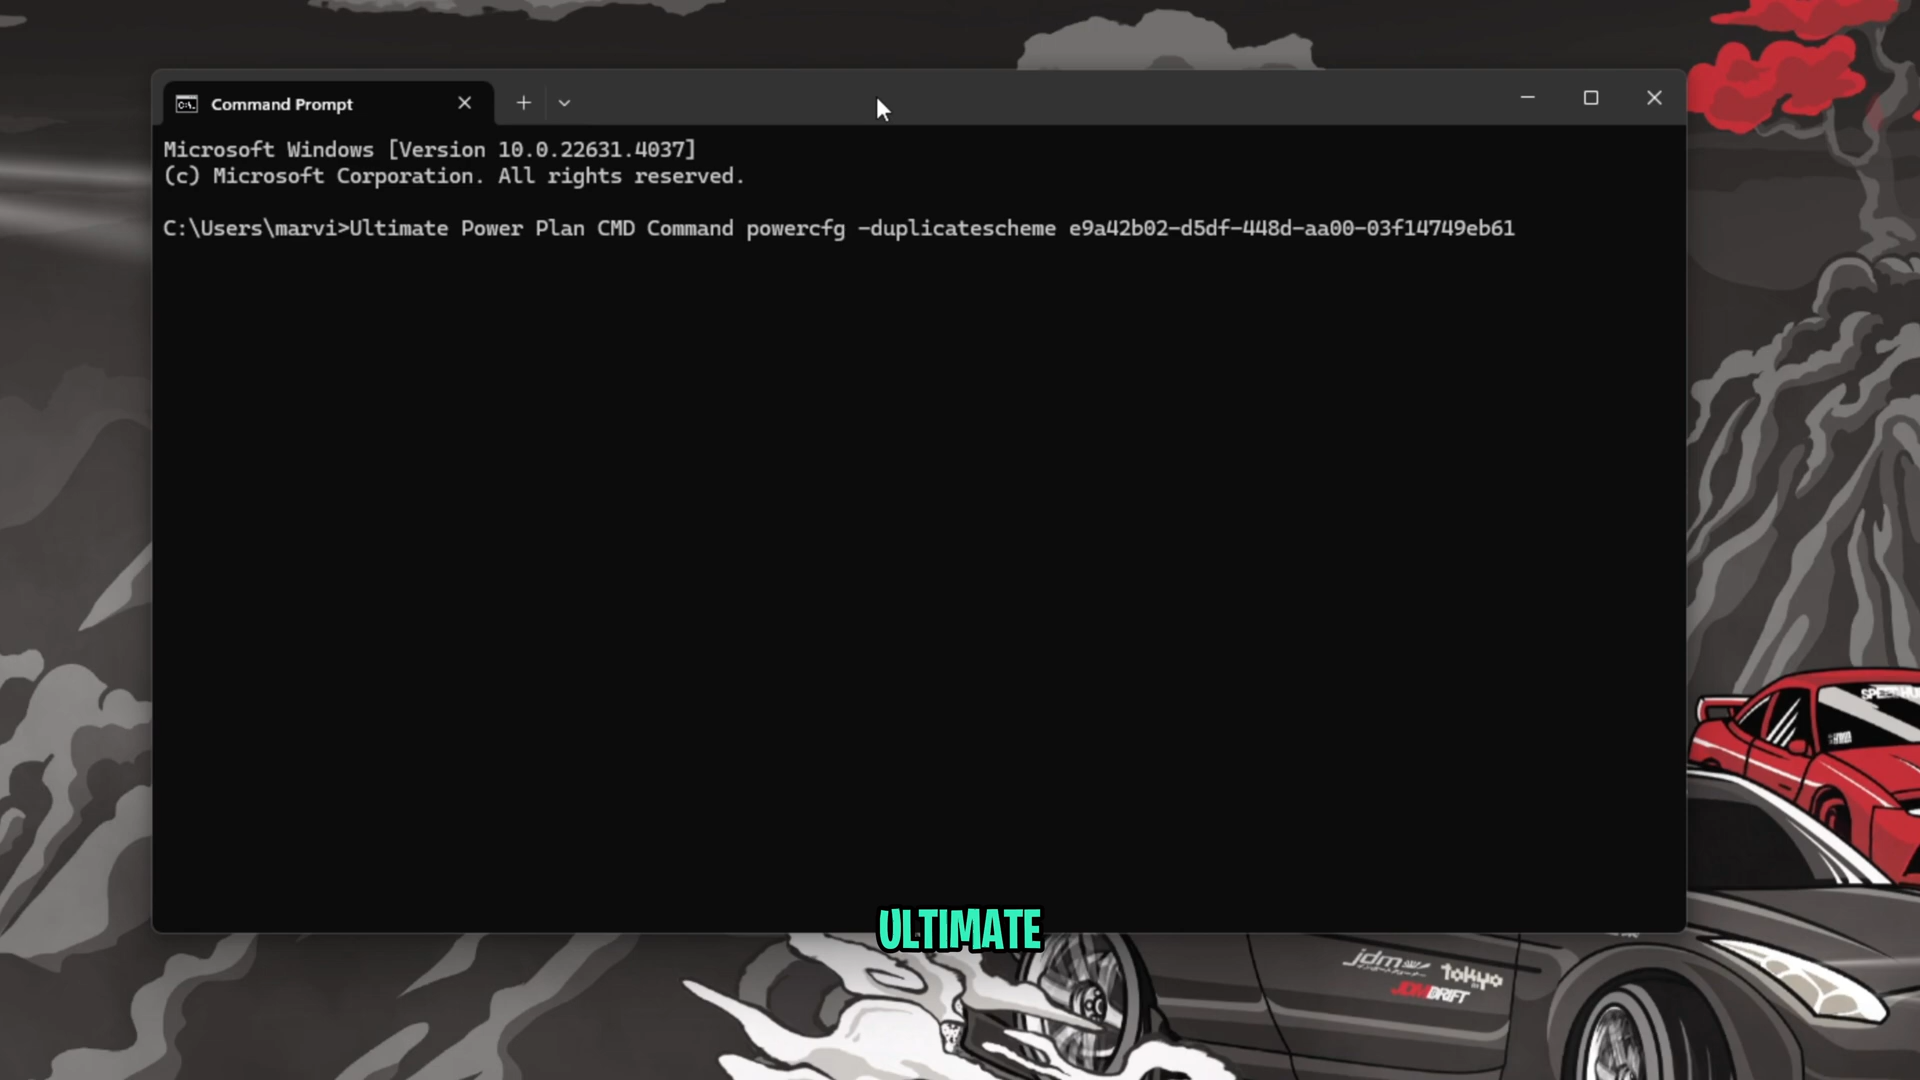 Command Prompt
Microsoft Windows [Version 10.0.22631.4037]
(c) Microsoft Corporation. All rights reserved.
C:\Users\marvi>Ultimate Power Plan CMD Command powercfg -duplicatescheme e9a42b02-d5df-448d-aa00-03f14749eb61
ULTIMATE
jdm
tokyo
JDMDRIFT